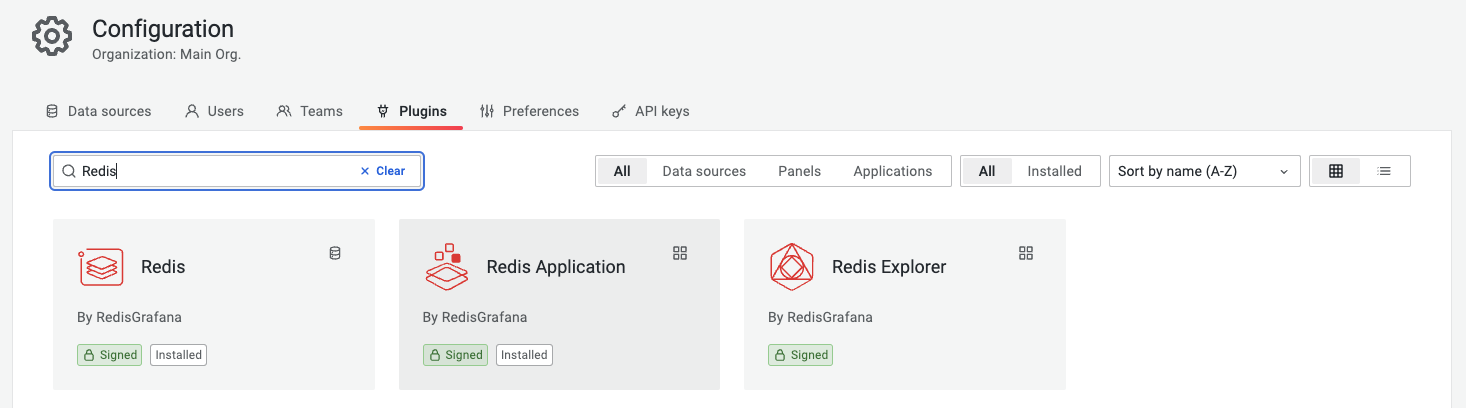 Configuration
Organization: Main Org.
Data sources Users Teams Plugins Preferences API keys
Redis Clear All Data sources Panels Applications All Installed Sort by name (A-Z)
Redis Redis Application Redis Explorer
By RedisGrafana By RedisGrafana By RedisGrafana
Signed Installed Signed Installed Signed